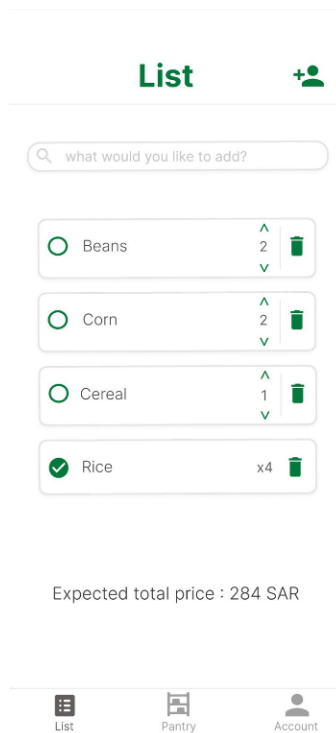 List
what would you like to add?
Beans
2
Corn
2
Cereal
1
Rice
x4
Expected total price : 284 SAR
List
Pantry
Account